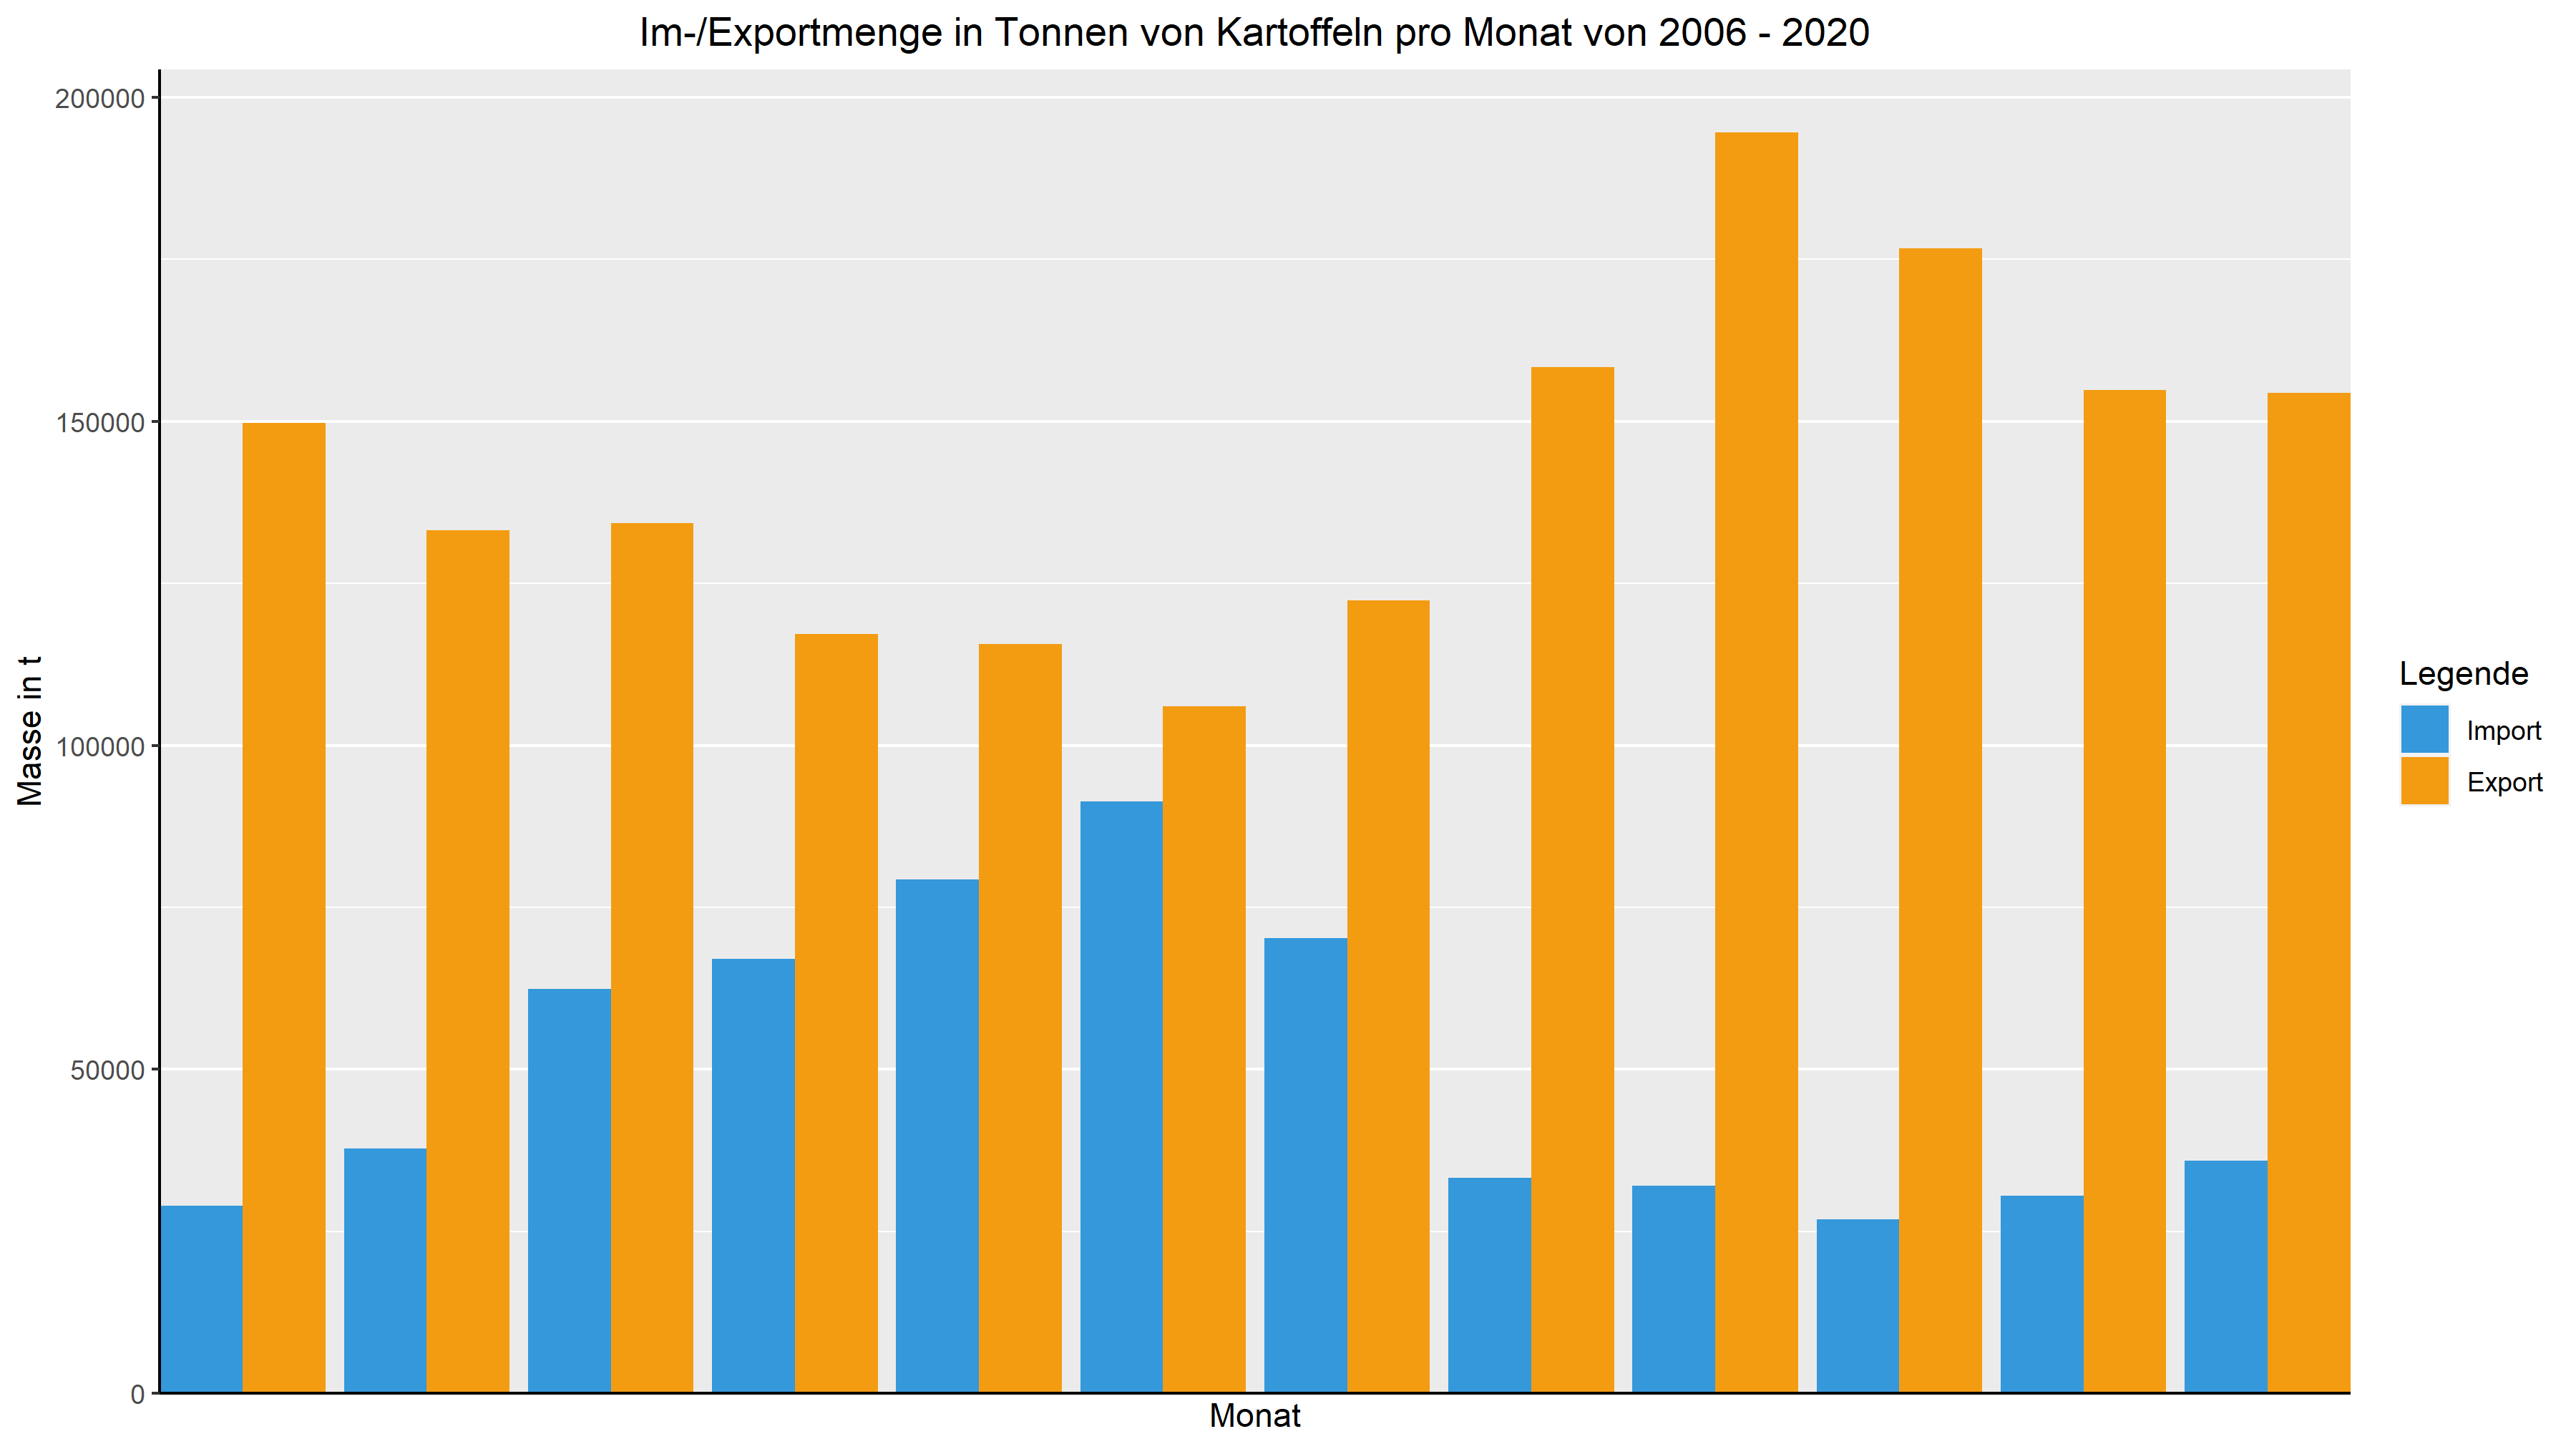 Im-/Exportmenge in Tonnen von Kartoffeln pro Monat von 2006 - 2020
200000
150000
100000
50000
0
Masse in t
Monat
Legende
Import
Export